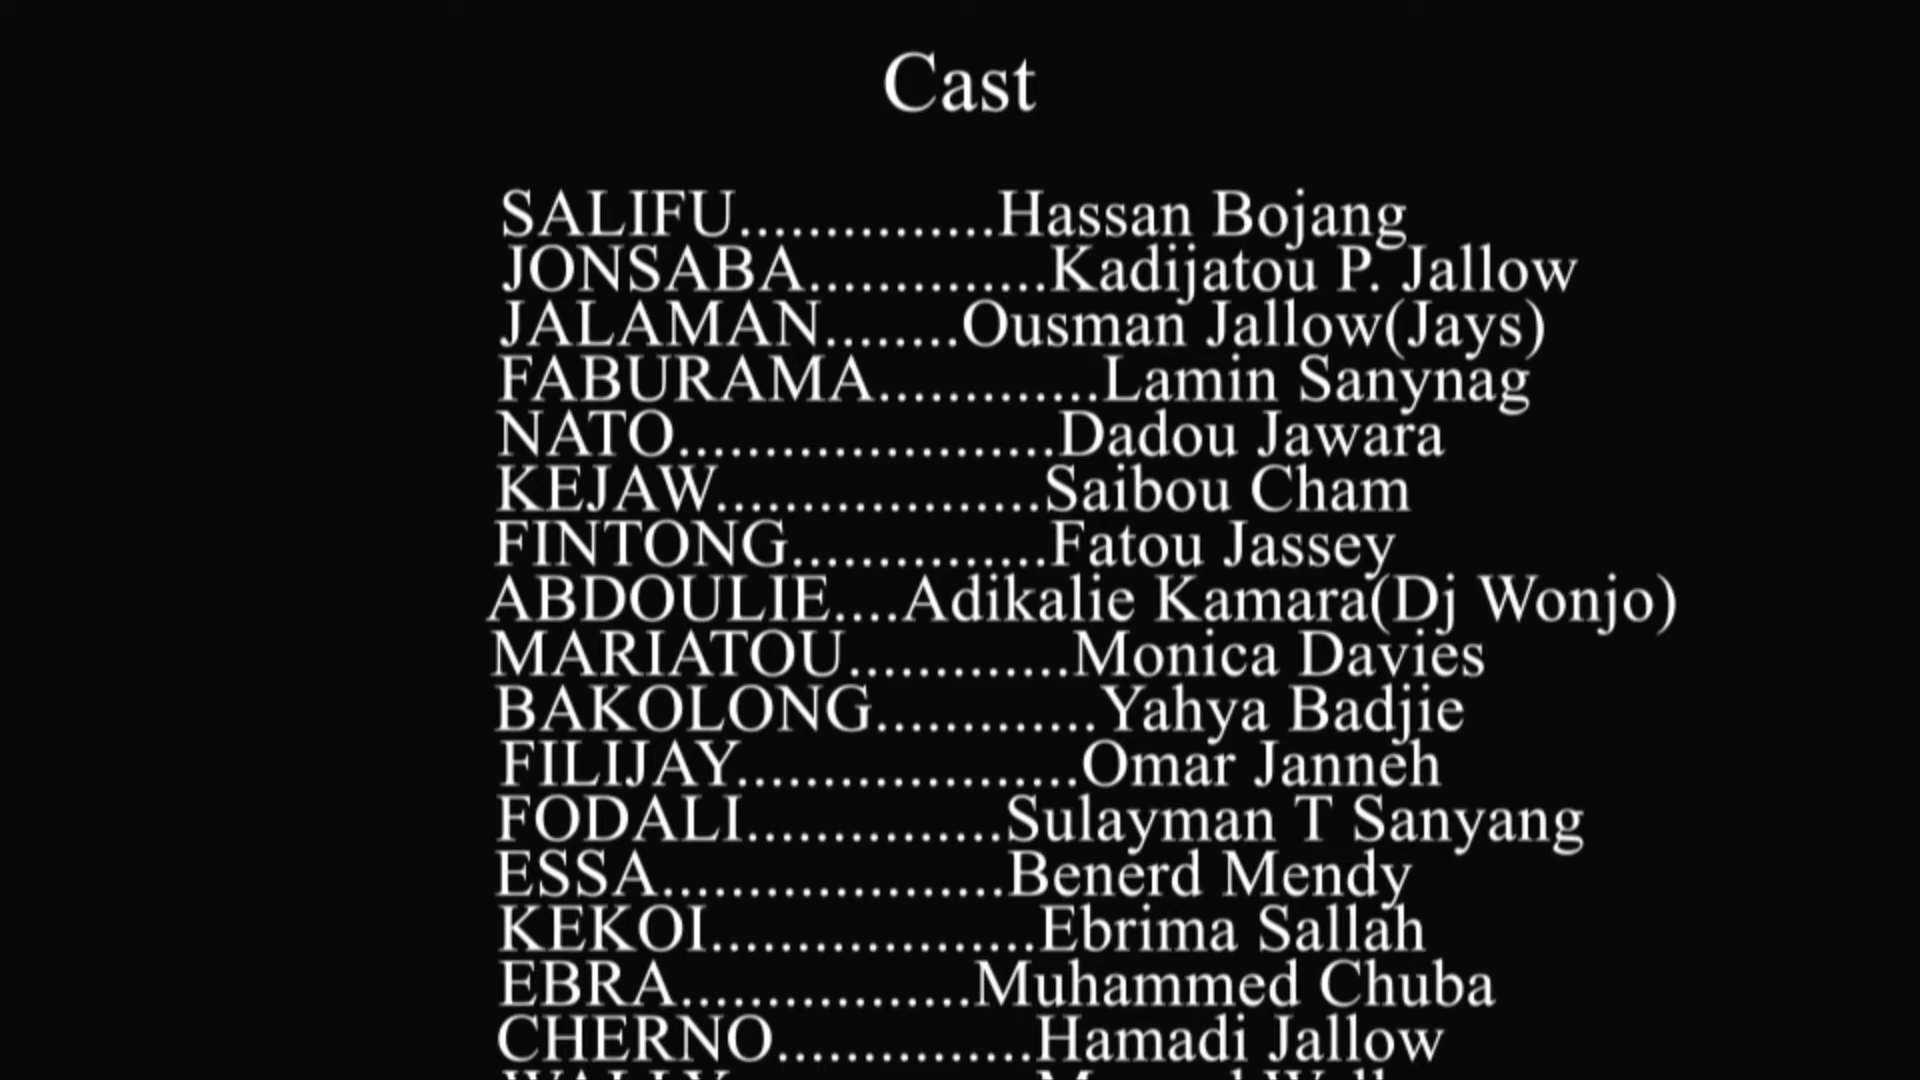 Cast
SALIFU...............Hassan Bojang
JONSABA..............Kadijatou P. Jallow
JALAMAN........Ousman Jallow(Jays)
FABURAMA.............Lamin Sanynag
NATO......................Dadou Jawara
KEJAW...................Saibou Cham
FINTONG...............Fatou Jassey
ABDOULIE....Adikalie Kamara(Dj Wonjo)
MARIATOU.............Monica Davies
BAKOLONG.............Yahya Badjie
FILIJAY....................Omar Janneh
FODALI...............Sulayman T Sanyang
ESSA....................Benerd Mendy
KEKOI...................Ebrima Sallah
EBRA.................Muhammed Chuba
CHERNO...............Hamadi Jallow